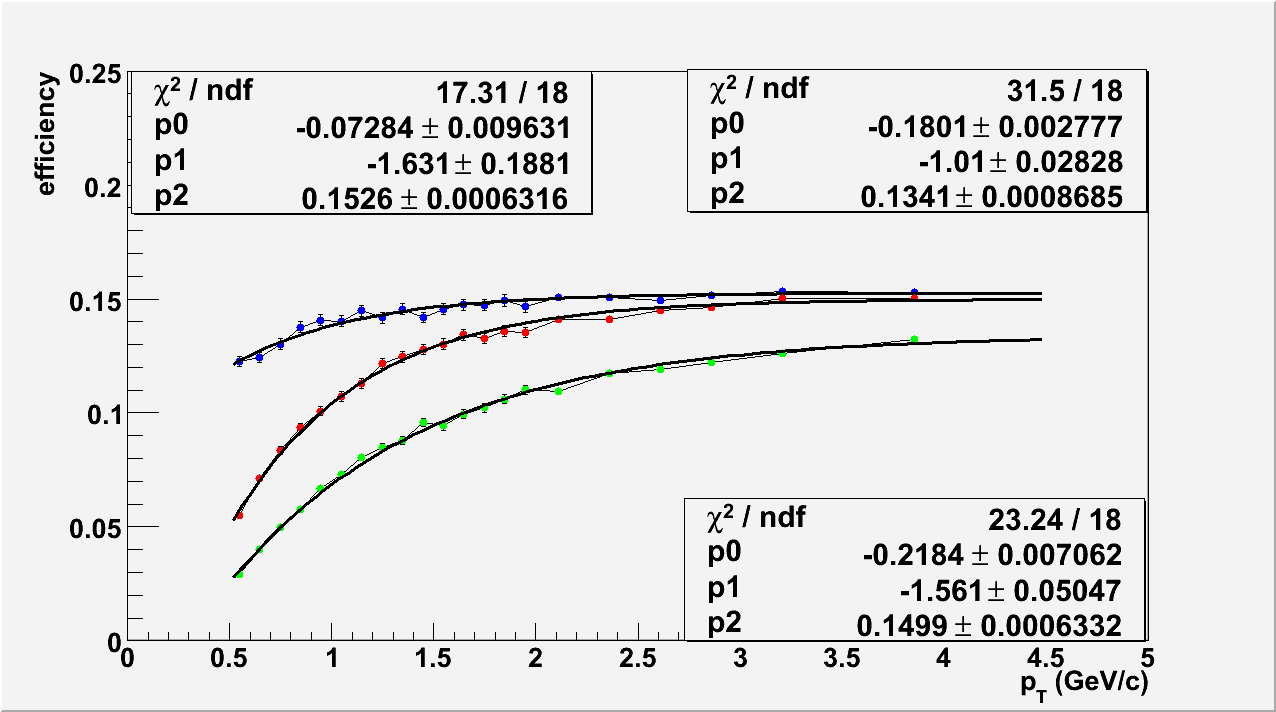 efficiency
0.25
0.2
0.15
0.1
0.05
0
χ² / ndf 17.31 / 18
p0 -0.07284 ± 0.009631
p1 -1.631 ± 0.1881
p2 0.1526 ± 0.0006316
χ² / ndf 31.5 / 18
p0 -0.1801 ± 0.002777
p1 -1.01 ± 0.02828
p2 0.1341 ± 0.0008685
χ² / ndf 23.24 / 18
p0 -0.2184 ± 0.007062
p1 -1.561 ± 0.05047
p2 0.1499 ± 0.0006332
0 0.5 1 1.5 2 2.5 3 3.5 4 4.5 5
p_T (GeV/c)